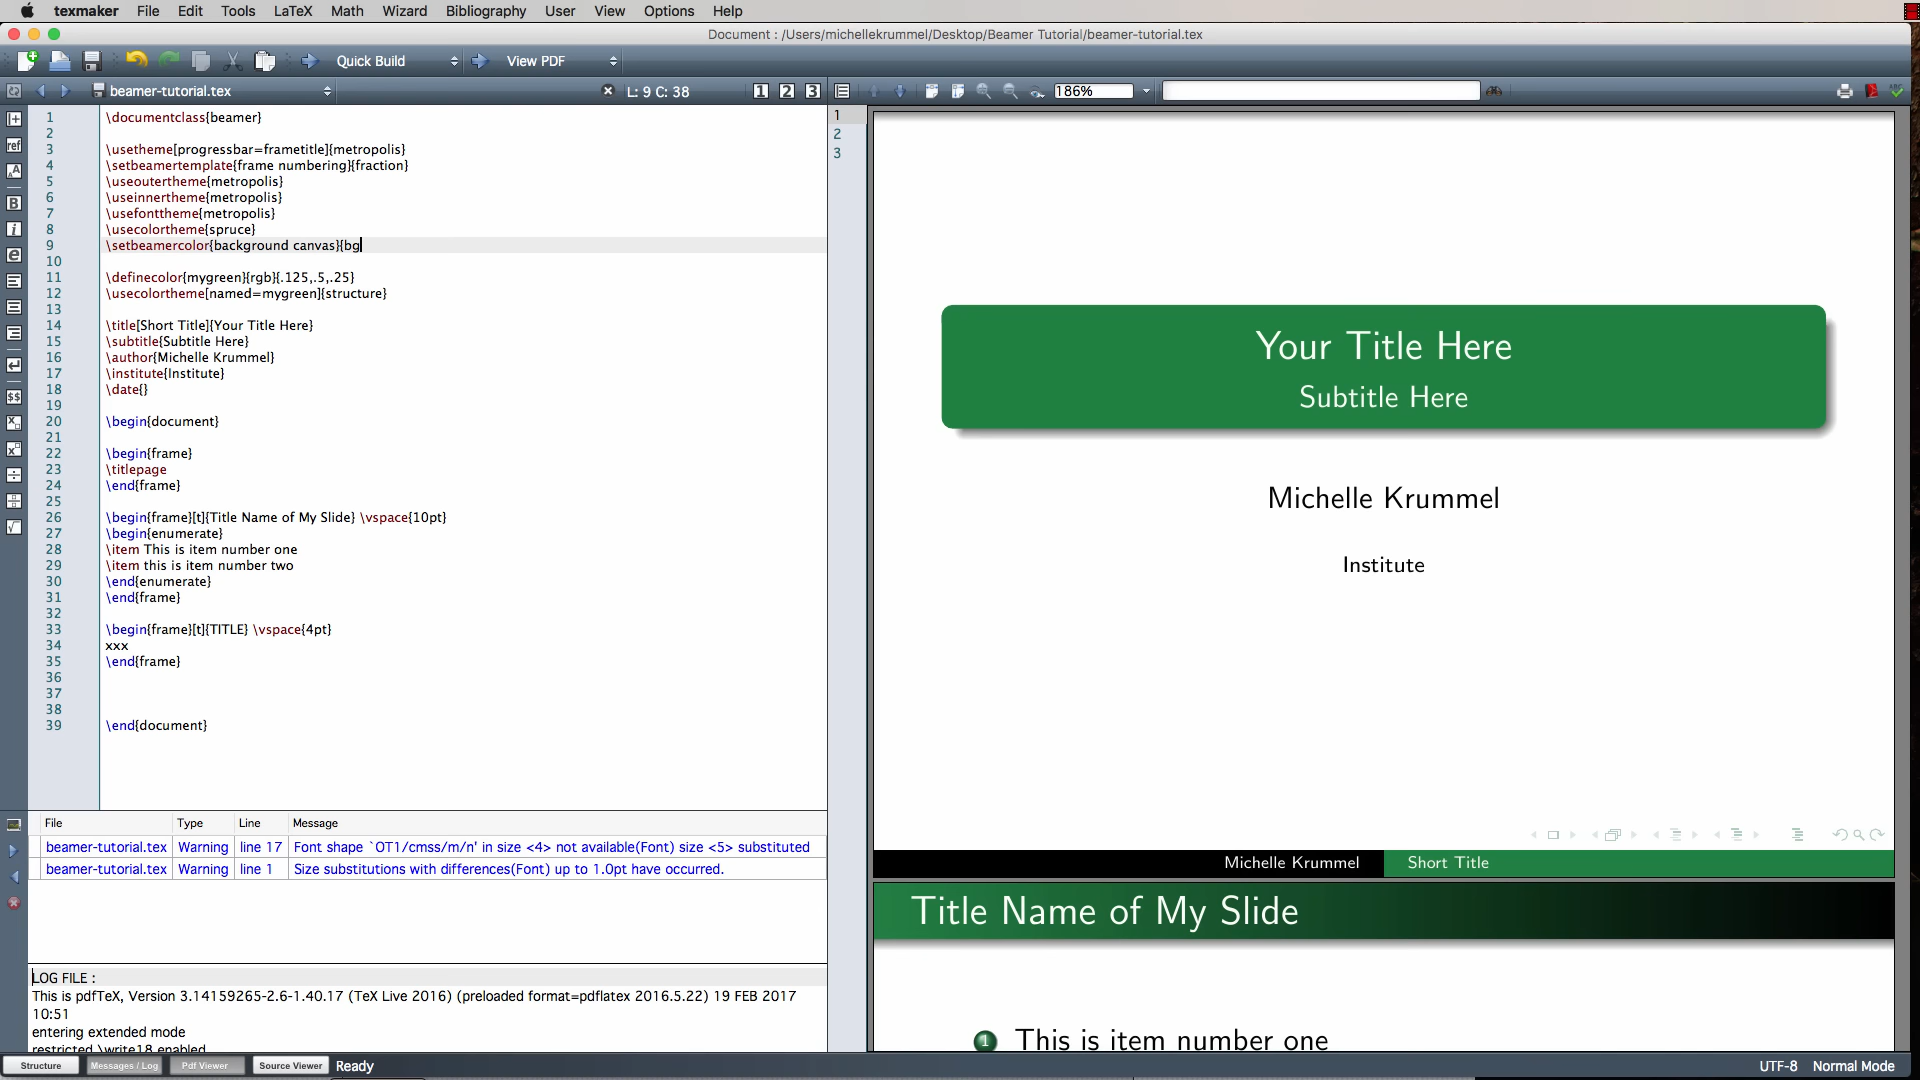 texmaker File Edit Tools LaTeX Math Wizard Bibliography User View Options Help
Document : /Users/michellekrummel/Desktop/Beamer Tutorial/beamer-tutorial.tex
Quick Build View PDF
beamer-tutorial.tex L: 9 C: 38 1 2 3 186%
1 \documentclass{beamer}
2
3 \usetheme[progressbar=frametitle]{metropolis}
4 \setbeamertemplate{frame numbering}{fraction}
5 \useoutertheme{metropolis}
6 \useinnertheme{metropolis}
7 \usefonttheme{metropolis}
8 \usecolortheme{spruce}
9 \setbeamercolor{background canvas}{bg
10
11 \definecolor{mygreen}{rgb}{.125,.5,.25}
12 \usecolortheme[named=mygreen]{structure}
13
14 \title[Short Title]{Your Title Here}
15 \subtitle{Subtitle Here}
16 \author{Michelle Krummel}
17 \institute{Institute}
18 \date{}
19
20 \begin{document}
21
22 \begin{frame}
23 \titlepage
24 \end{frame}
25
26 \begin{frame}[t]{Title Name of My Slide} \vspace{10pt}
27 \begin{enumerate}
28 \item This is item number one
29 \item this is item number two
30 \end{enumerate}
31 \end{frame}
32
33 \begin{frame}[t]{TITLE} \vspace{4pt}
34 xxx
35 \end{frame}
36
37
38
39 \end{document}
1
2
3
Your Title Here
Subtitle Here
Michelle Krummel
Institute
Michelle Krummel Short Title
Title Name of My Slide
1 This is item number one
File Type Line Message
beamer-tutorial.tex Warning line 17 Font shape `OT1/cmss/m/n' in size <4> not available(Font) size <5> substituted
beamer-tutorial.tex Warning line 1 Size substitutions with differences(Font) up to 1.0pt have occurred.
LOG FILE :
This is pdfTeX, Version 3.14159265-2.6-1.40.17 (TeX Live 2016) (preloaded format=pdflatex 2016.5.22) 19 FEB 2017
10:51
entering extended mode
restricted \write18 enabled
Structure Messages / Log Pdf Viewer Source Viewer Ready UTF-8 Normal Mode